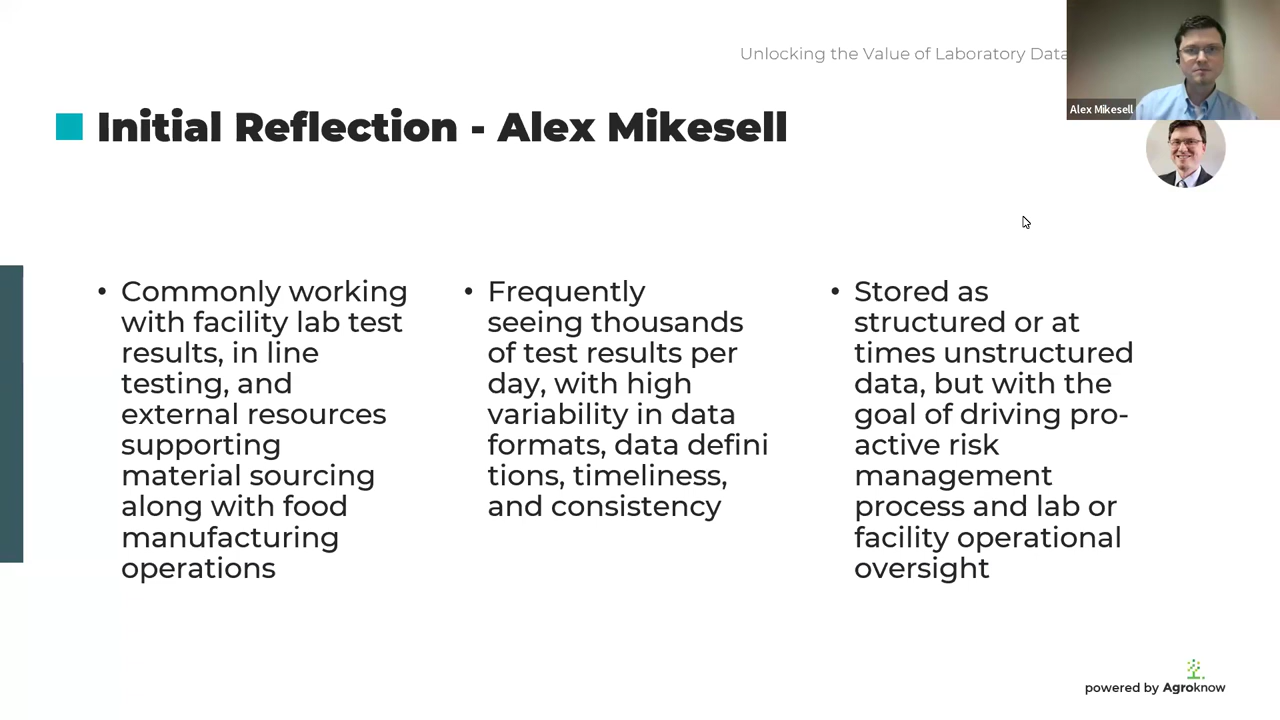 Unlocking the Value of Laboratory Data
Alex Mikesell
Initial Reflection - Alex Mikesell
• Commonly working
with facility lab test
results, in line
testing, and
external resources
supporting
material sourcing
along with food
manufacturing
operations
• Frequently
seeing thousands
of test results per
day, with high
variability in data
formats, data defini
tions, timeliness,
and consistency
• Stored as
structured or at
times unstructured
data, but with the
goal of driving pro-
active risk
management
process and lab or
facility operational
oversight
powered by Agroknow